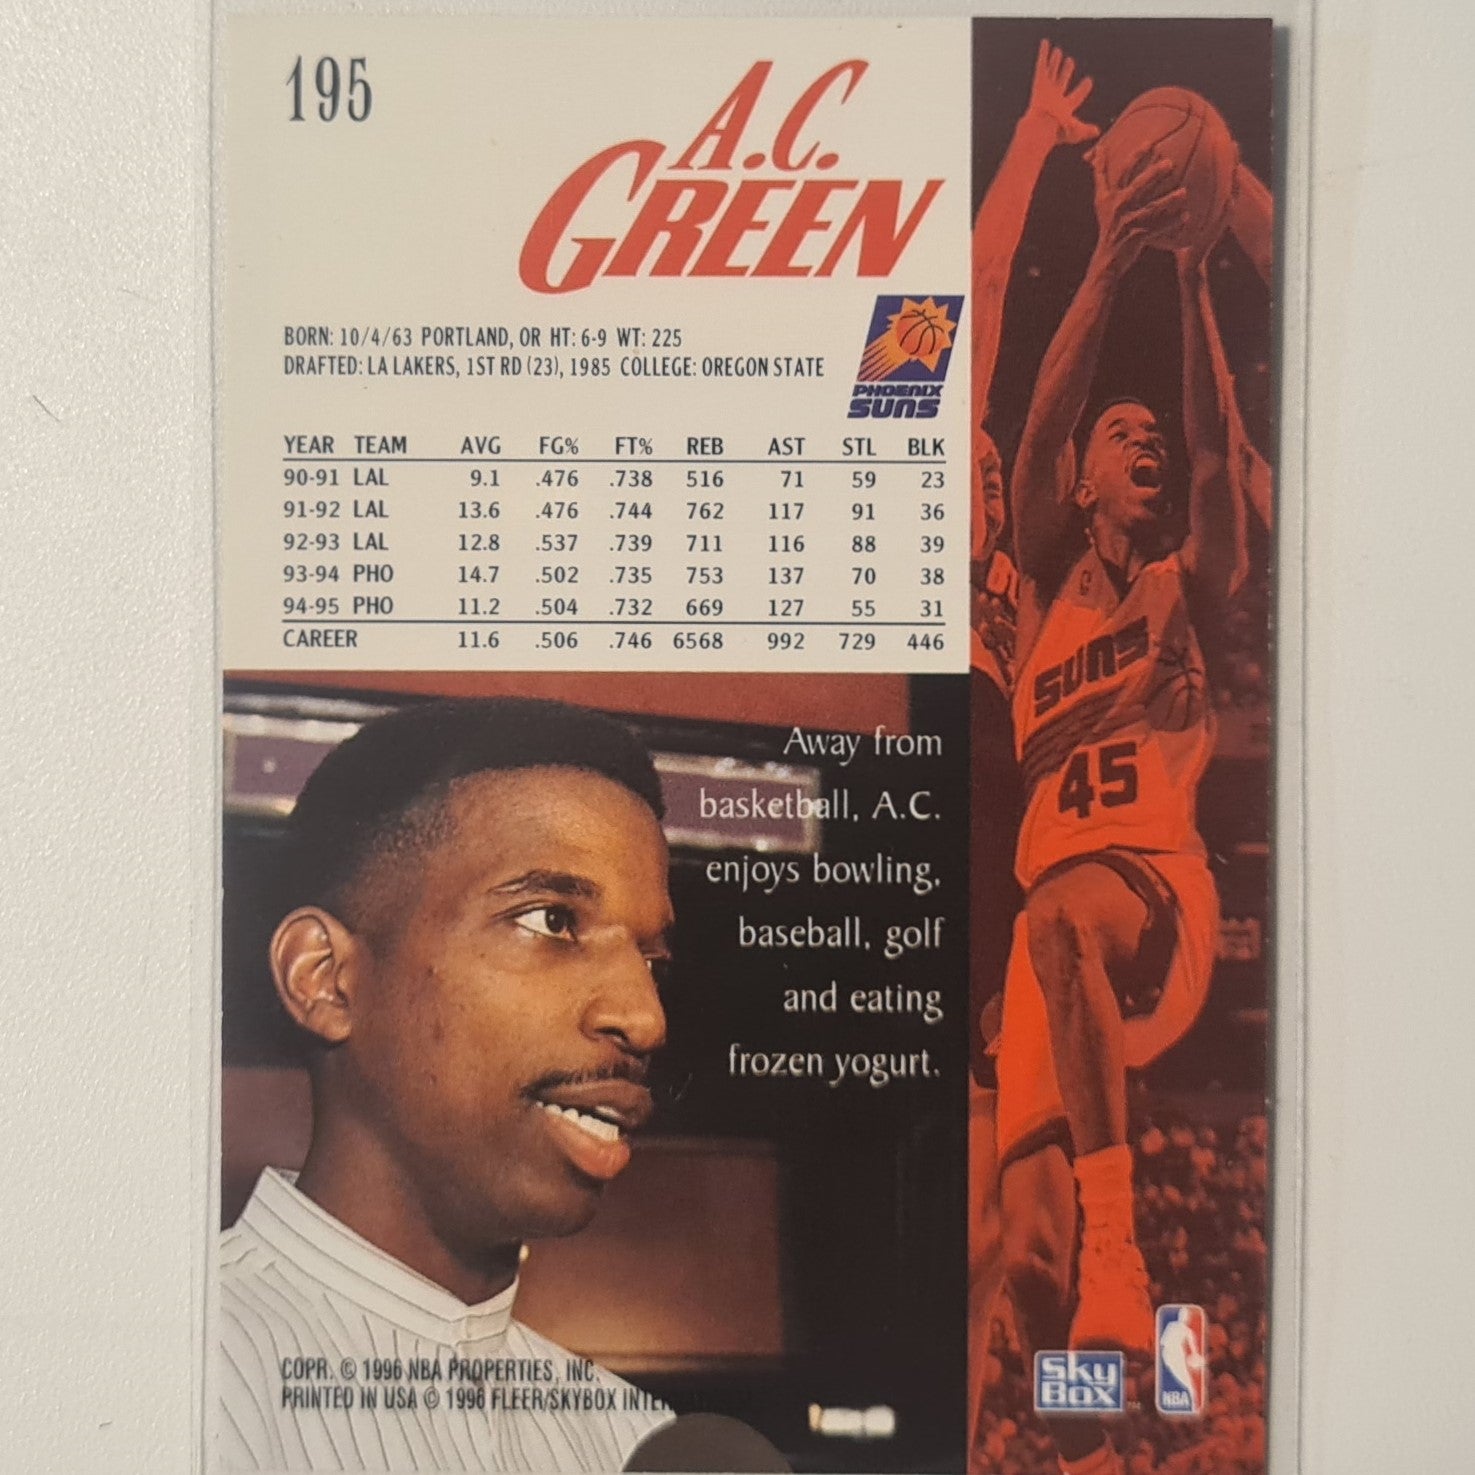 195
A.C.
GREEN
BORN: 10/4/63 PORTLAND, OR HT: 6-9 WT: 225
DRAFTED: LA LAKERS, 1ST RD (23), 1985 COLLEGE: OREGON STATE
PHOENIX
SUNS
YEAR TEAM AVG FG% FT% REB AST STL BLK
90-91 LAL 9.1 .476 .738 516 71 59 23
91-92 LAL 13.6 .476 .744 762 117 91 36
92-93 LAL 12.8 .537 .739 711 116 88 39
93-94 PHO 14.7 .502 .735 753 137 70 38
94-95 PHO 11.2 .504 .732 669 127 55 31
CAREER 11.6 .506 .746 6568 992 729 446
SUNS
45
Away from
basketball, A.C.
enjoys bowling,
baseball, golf
and eating
frozen yogurt.
COPR. © 1996 NBA PROPERTIES, INC.
PRINTED IN USA © 1996 FLEER/SKYBOX
SkyBox TM
NBA